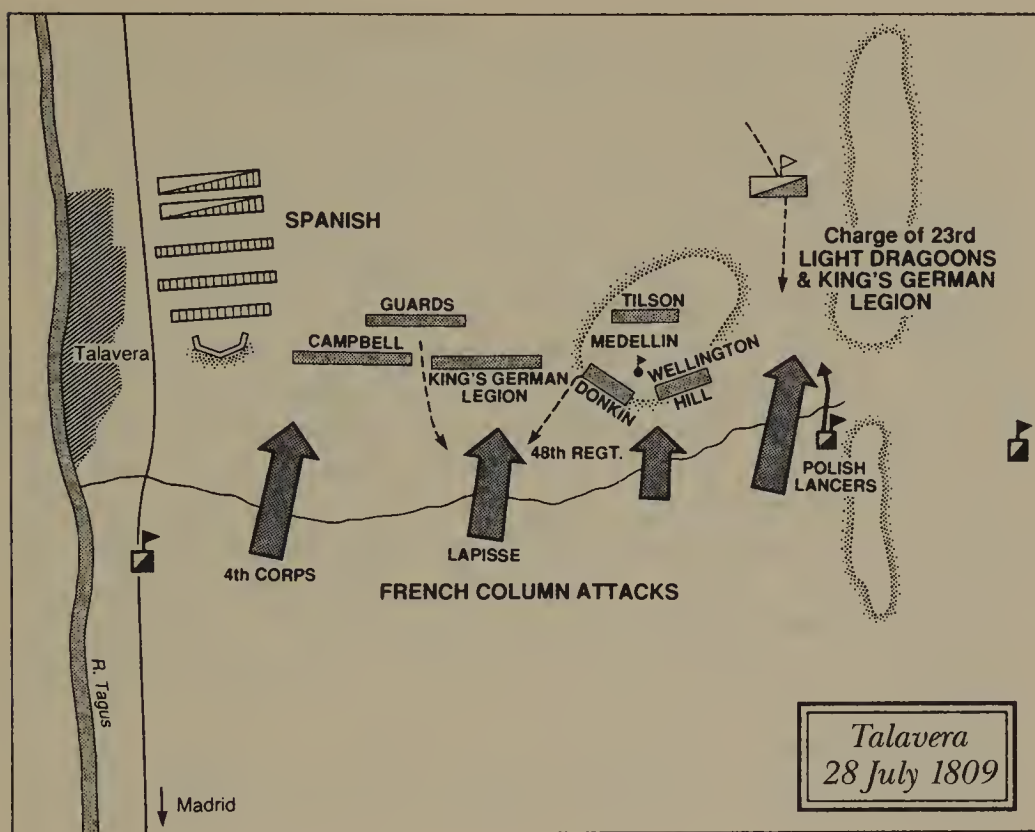 SPANISH
Charge of 23rd
LIGHT DRAGOONS
& KING'S GERMAN
LEGION
GUARDS
TILSON
Talavera
CAMPBELL
MEDELLIN
KING'S GERMAN
LEGION
WELLINGTON
DONKIN
HILL
48th REGT.
POLISH
LANCERS
4th CORPS
LAPISSE
FRENCH COLUMN ATTACKS
R. Tagus
Talavera
28 July 1809
Madrid